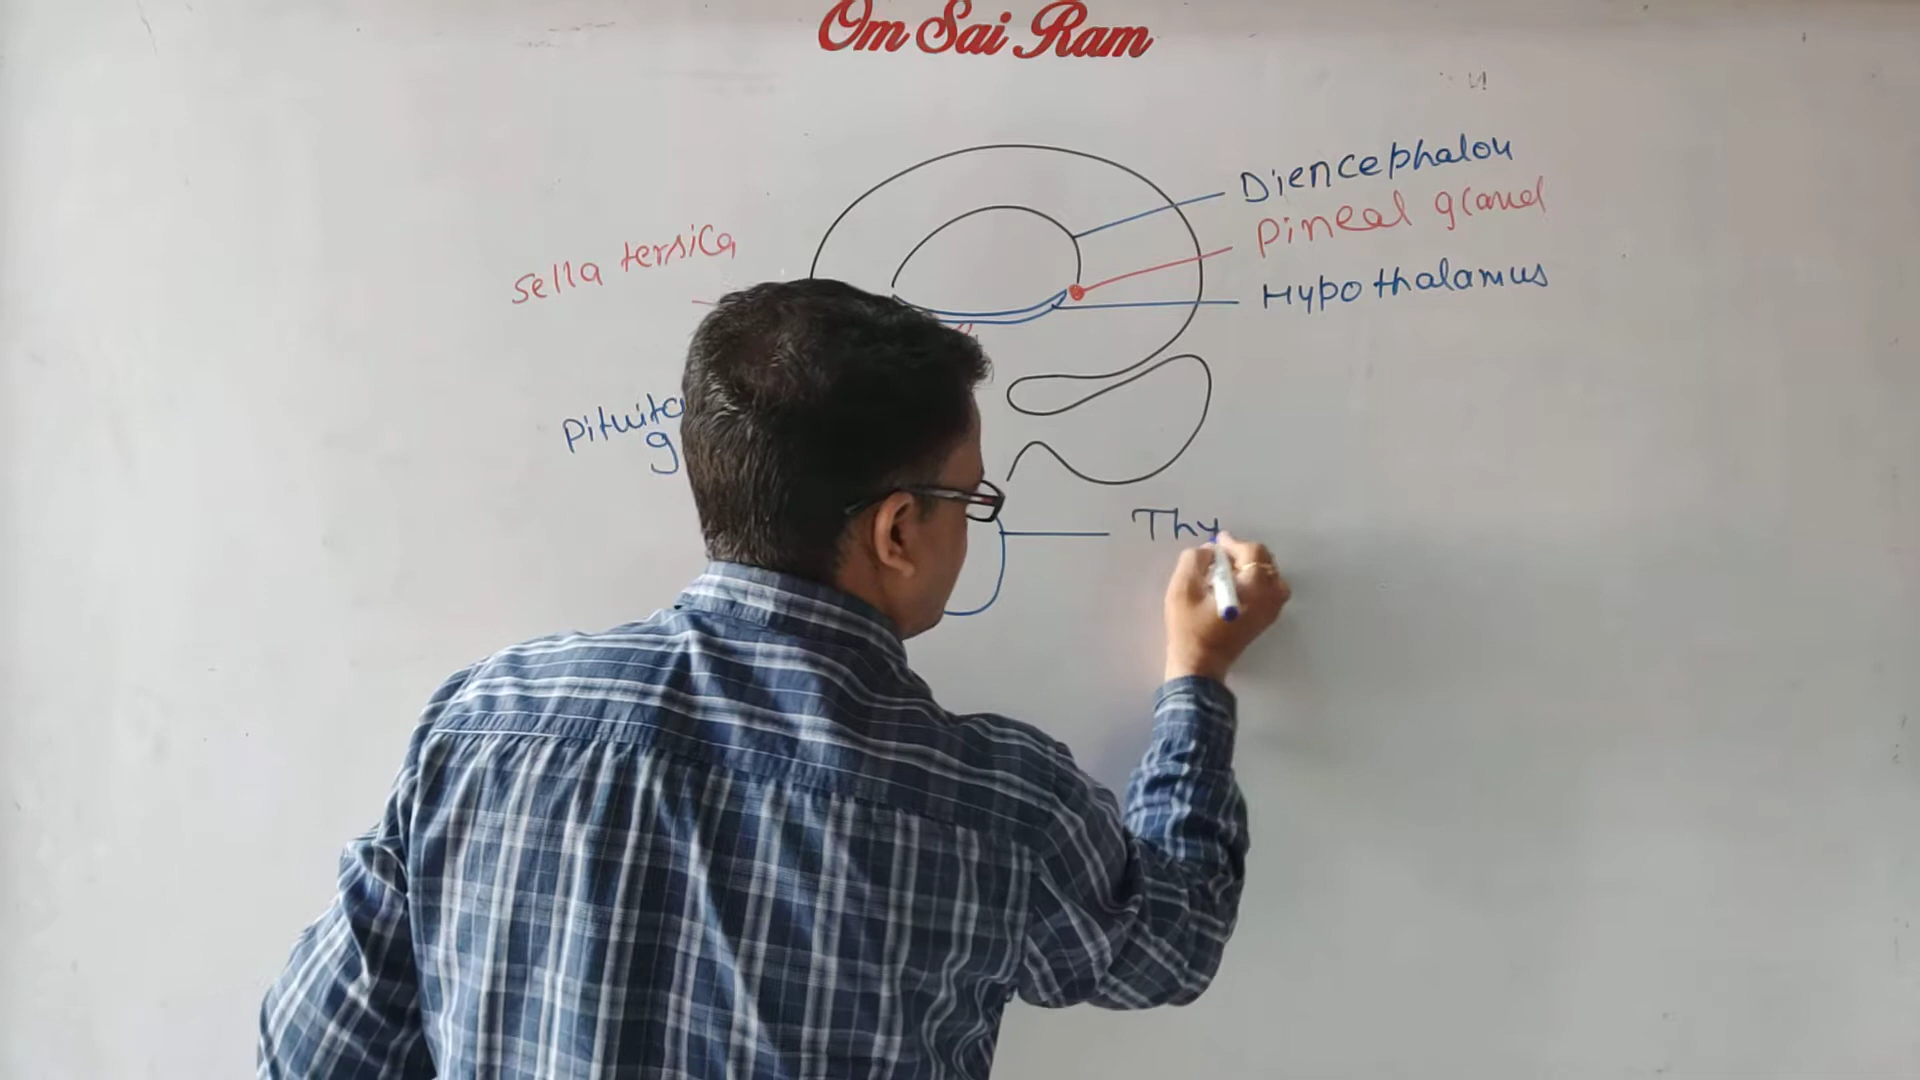 Om Sai Ram
Diencephalon
Pineal gland
sella tersica
Hypothalamus
Pituita
g
Thy